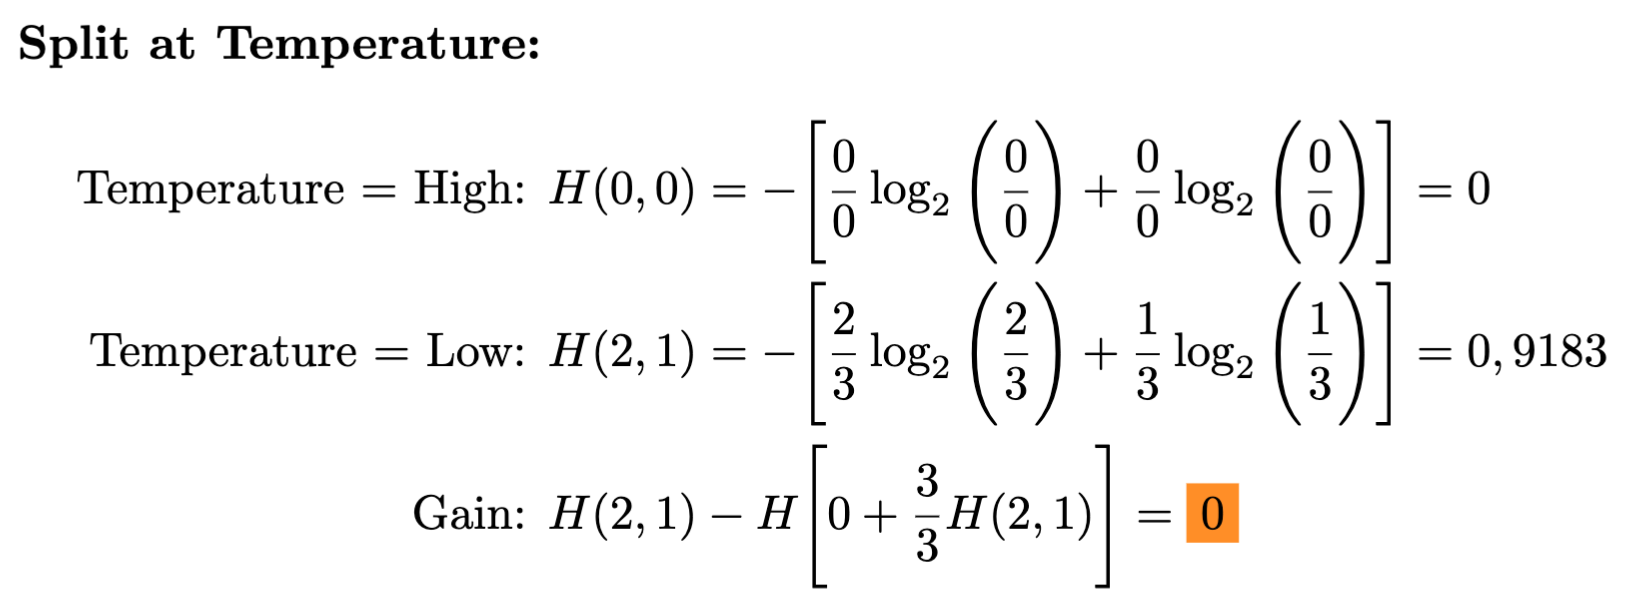 Split at Temperature:
Temperature = High: H(0, 0) = −[0/0 log₂(0/0) + 0/0 log₂(0/0)] = 0
Temperature = Low: H(2, 1) = −[2/3 log₂(2/3) + 1/3 log₂(1/3)] = 0,9183
Gain: H(2, 1) − H[0 + 3/3 H(2, 1)] = 0